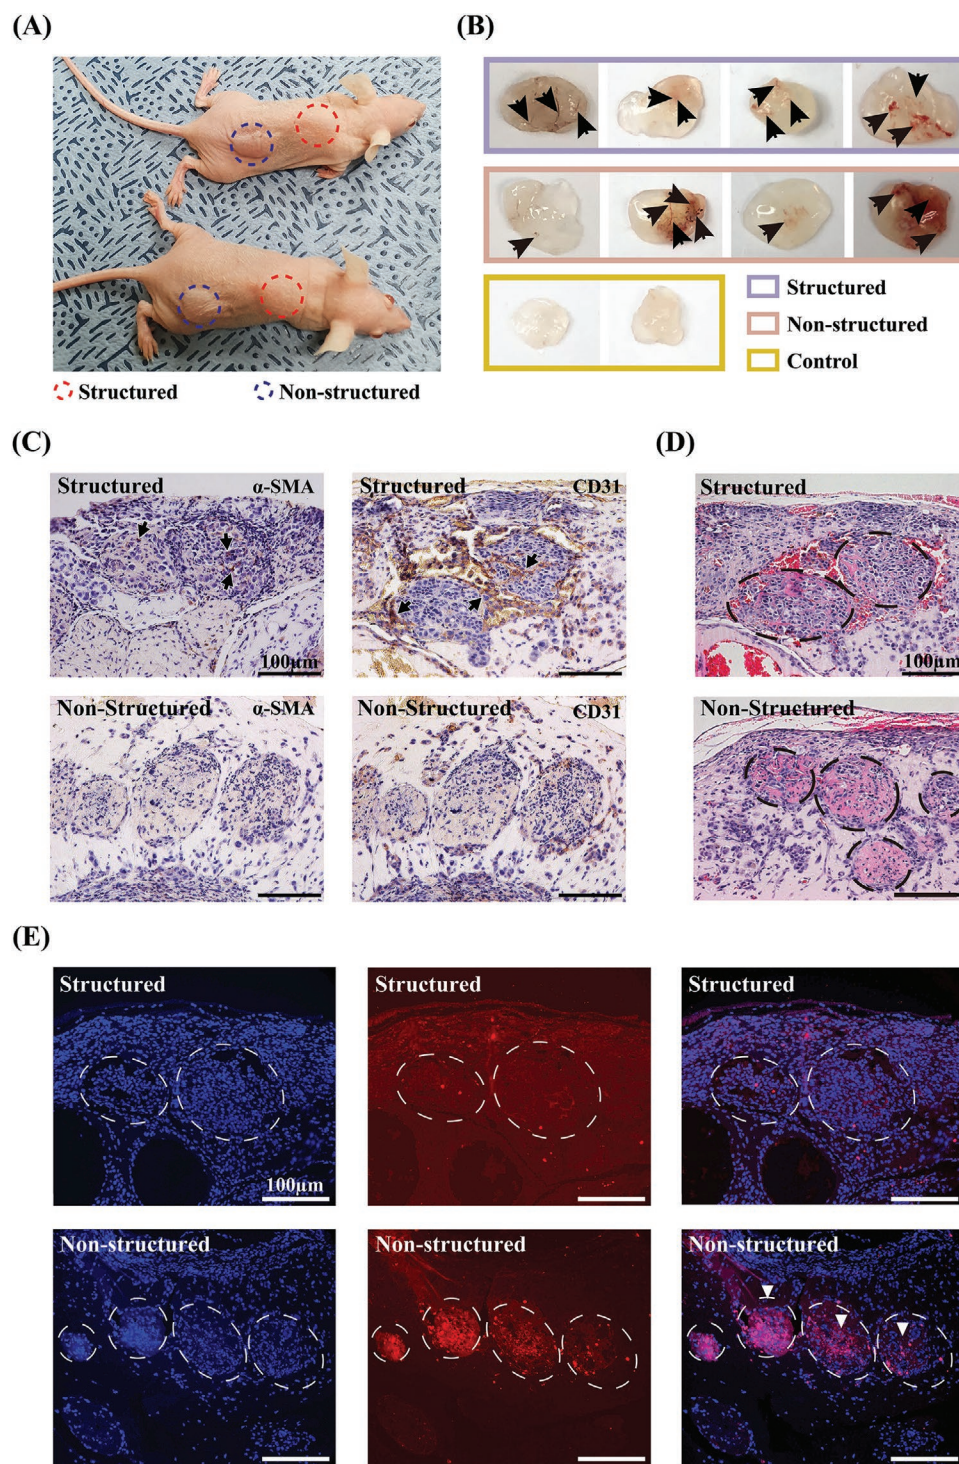 (A)
Structured
Non-structured
(B)
Structured
Non-structured
Control
(C)
Structured
α-SMA
100µm
Structured
CD31
Non-Structured
α-SMA
Non-Structured
CD31
(D)
Structured
100µm
Non-Structured
(E)
Structured
100µm
Structured
Structured
Non-structured
Non-structured
Non-structured